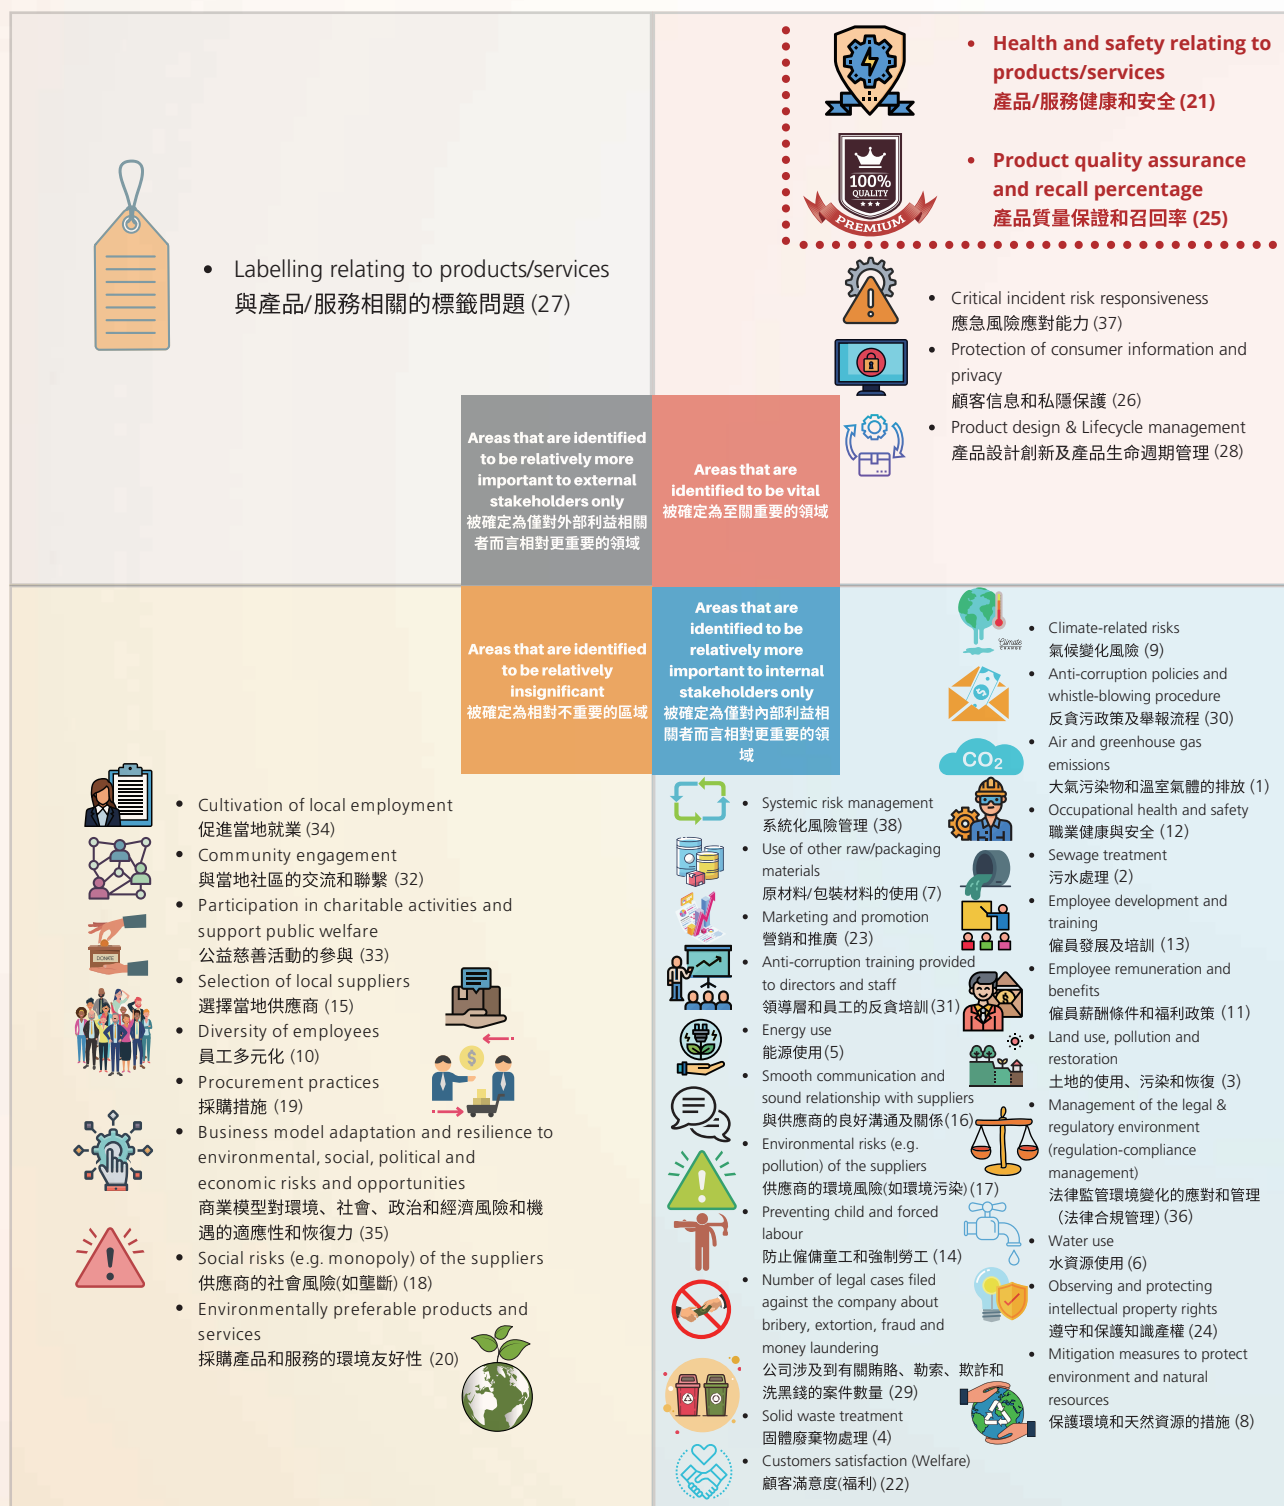 Labelling relating to products/services
與產品/服務相關的標籤問題 (27)
Health and safety relating to
products/services
產品/服務健康和安全 (21)
100%
QUALITY
PREMIUM
Product quality assurance
and recall percentage
產品質量保證和召回率 (25)
Critical incident risk responsiveness
應急風險應對能力 (37)
Protection of consumer information and
privacy
顧客信息和私隱保護 (26)
Product design & Lifecycle management
產品設計創新及產品生命週期管理 (28)
Areas that are identified
to be relatively more
important to external
stakeholders only
被確定為僅對外部利益相關
者而言相對更重要的領域
Areas that are
identified to be vital
被確定為至關重要的領域
Areas that are identified
to be relatively
insignificant
被確定為相對不重要的區域
Areas that are
identified to be
relatively more
important to internal
stakeholders only
被確定為僅對內部利益相
關者而言相對更重要的領
域
Cultivation of local employment
促進當地就業 (34)
Community engagement
與當地社區的交流和聯繫 (32)
DONATE
Participation in charitable activities and
support public welfare
公益慈善活動的參與 (33)
Selection of local suppliers
選擇當地供應商 (15)
Diversity of employees
員工多元化 (10)
Procurement practices
採購措施 (19)
Business model adaptation and resilience to
environmental, social, political and
economic risks and opportunities
商業模型對環境、社會、政治和經濟風險和機
遇的適應性和恢復力 (35)
Social risks (e.g. monopoly) of the suppliers
供應商的社會風險(如壟斷) (18)
Environmentally preferable products and
services
採購產品和服務的環境友好性 (20)
Systemic risk management
系統化風險管理 (38)
Use of other raw/packaging
materials
原材料/包裝材料的使用 (7)
Marketing and promotion
營銷和推廣 (23)
Anti-corruption training provided
to directors and staff
領導層和員工的反貪培訓 (31)
Energy use
能源使用 (5)
Smooth communication and
sound relationship with suppliers
與供應商的良好溝通及關係 (16)
Environmental risks (e.g.
pollution) of the suppliers
供應商的環境風險(如環境污染) (17)
Preventing child and forced
labour
防止僱傭童工和強制勞工 (14)
Number of legal cases filed
against the company about
bribery, extortion, fraud and
money laundering
公司涉及到有關賄賂、勒索、欺詐和
洗黑錢的案件數量 (29)
Solid waste treatment
固體廢棄物處理 (4)
Customers satisfaction (Welfare)
顧客滿意度(福利) (22)
Climate
CHANGE
Climate-related risks
氣候變化風險 (9)
Anti-corruption policies and
whistle-blowing procedure
反貪污政策及舉報流程 (30)
CO2
Air and greenhouse gas
emissions
大氣污染物和溫室氣體的排放 (1)
Occupational health and safety
職業健康與安全 (12)
Sewage treatment
污水處理 (2)
Employee development and
training
僱員發展及培訓 (13)
Employee remuneration and
benefits
僱員薪酬條件和福利政策 (11)
Land use, pollution and
restoration
土地的使用、污染和恢復 (3)
Management of the legal &
regulatory environment
(regulation-compliance
management)
法律監管環境變化的應對和管理
（法律合規管理) (36)
Water use
水資源使用 (6)
Observing and protecting
intellectual property rights
遵守和保護知識產權 (24)
Mitigation measures to protect
environment and natural
resources
保護環境和天然資源的措施 (8)